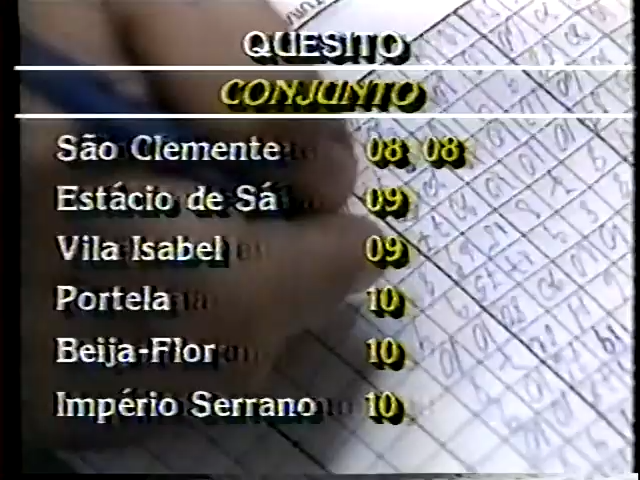 QUESITO
CONJUNTO
São Clemente 08 08
Estácio de Sá 09
Vila Isabel 09
Portela 10
Beija-Flor 10
Império Serrano 10